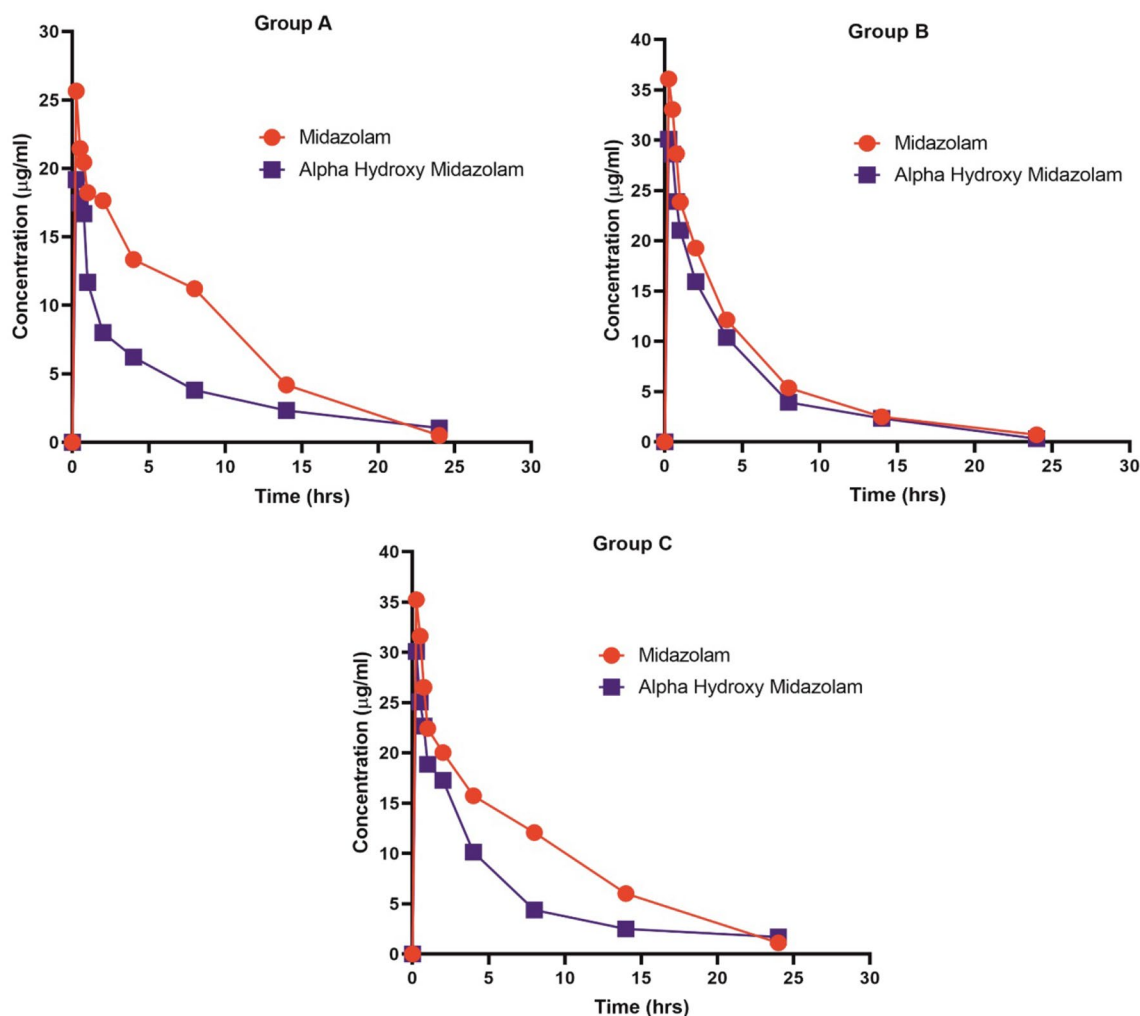 Group A
30
25
20
15
10
5
0
Concentration (μg/ml)
Midazolam
Alpha Hydroxy Midazolam
0 5 10 15 20 25 30
Time (hrs)
Group B
40
35
30
25
20
15
10
5
0
Concentration (μg/ml)
Midazolam
Alpha Hydroxy Midazolam
0 5 10 15 20 25 30
Time (hrs)
Group C
40
35
30
25
20
15
10
5
0
Concentration (μg/ml)
Midazolam
Alpha Hydroxy Midazolam
0 5 10 15 20 25 30
Time (hrs)